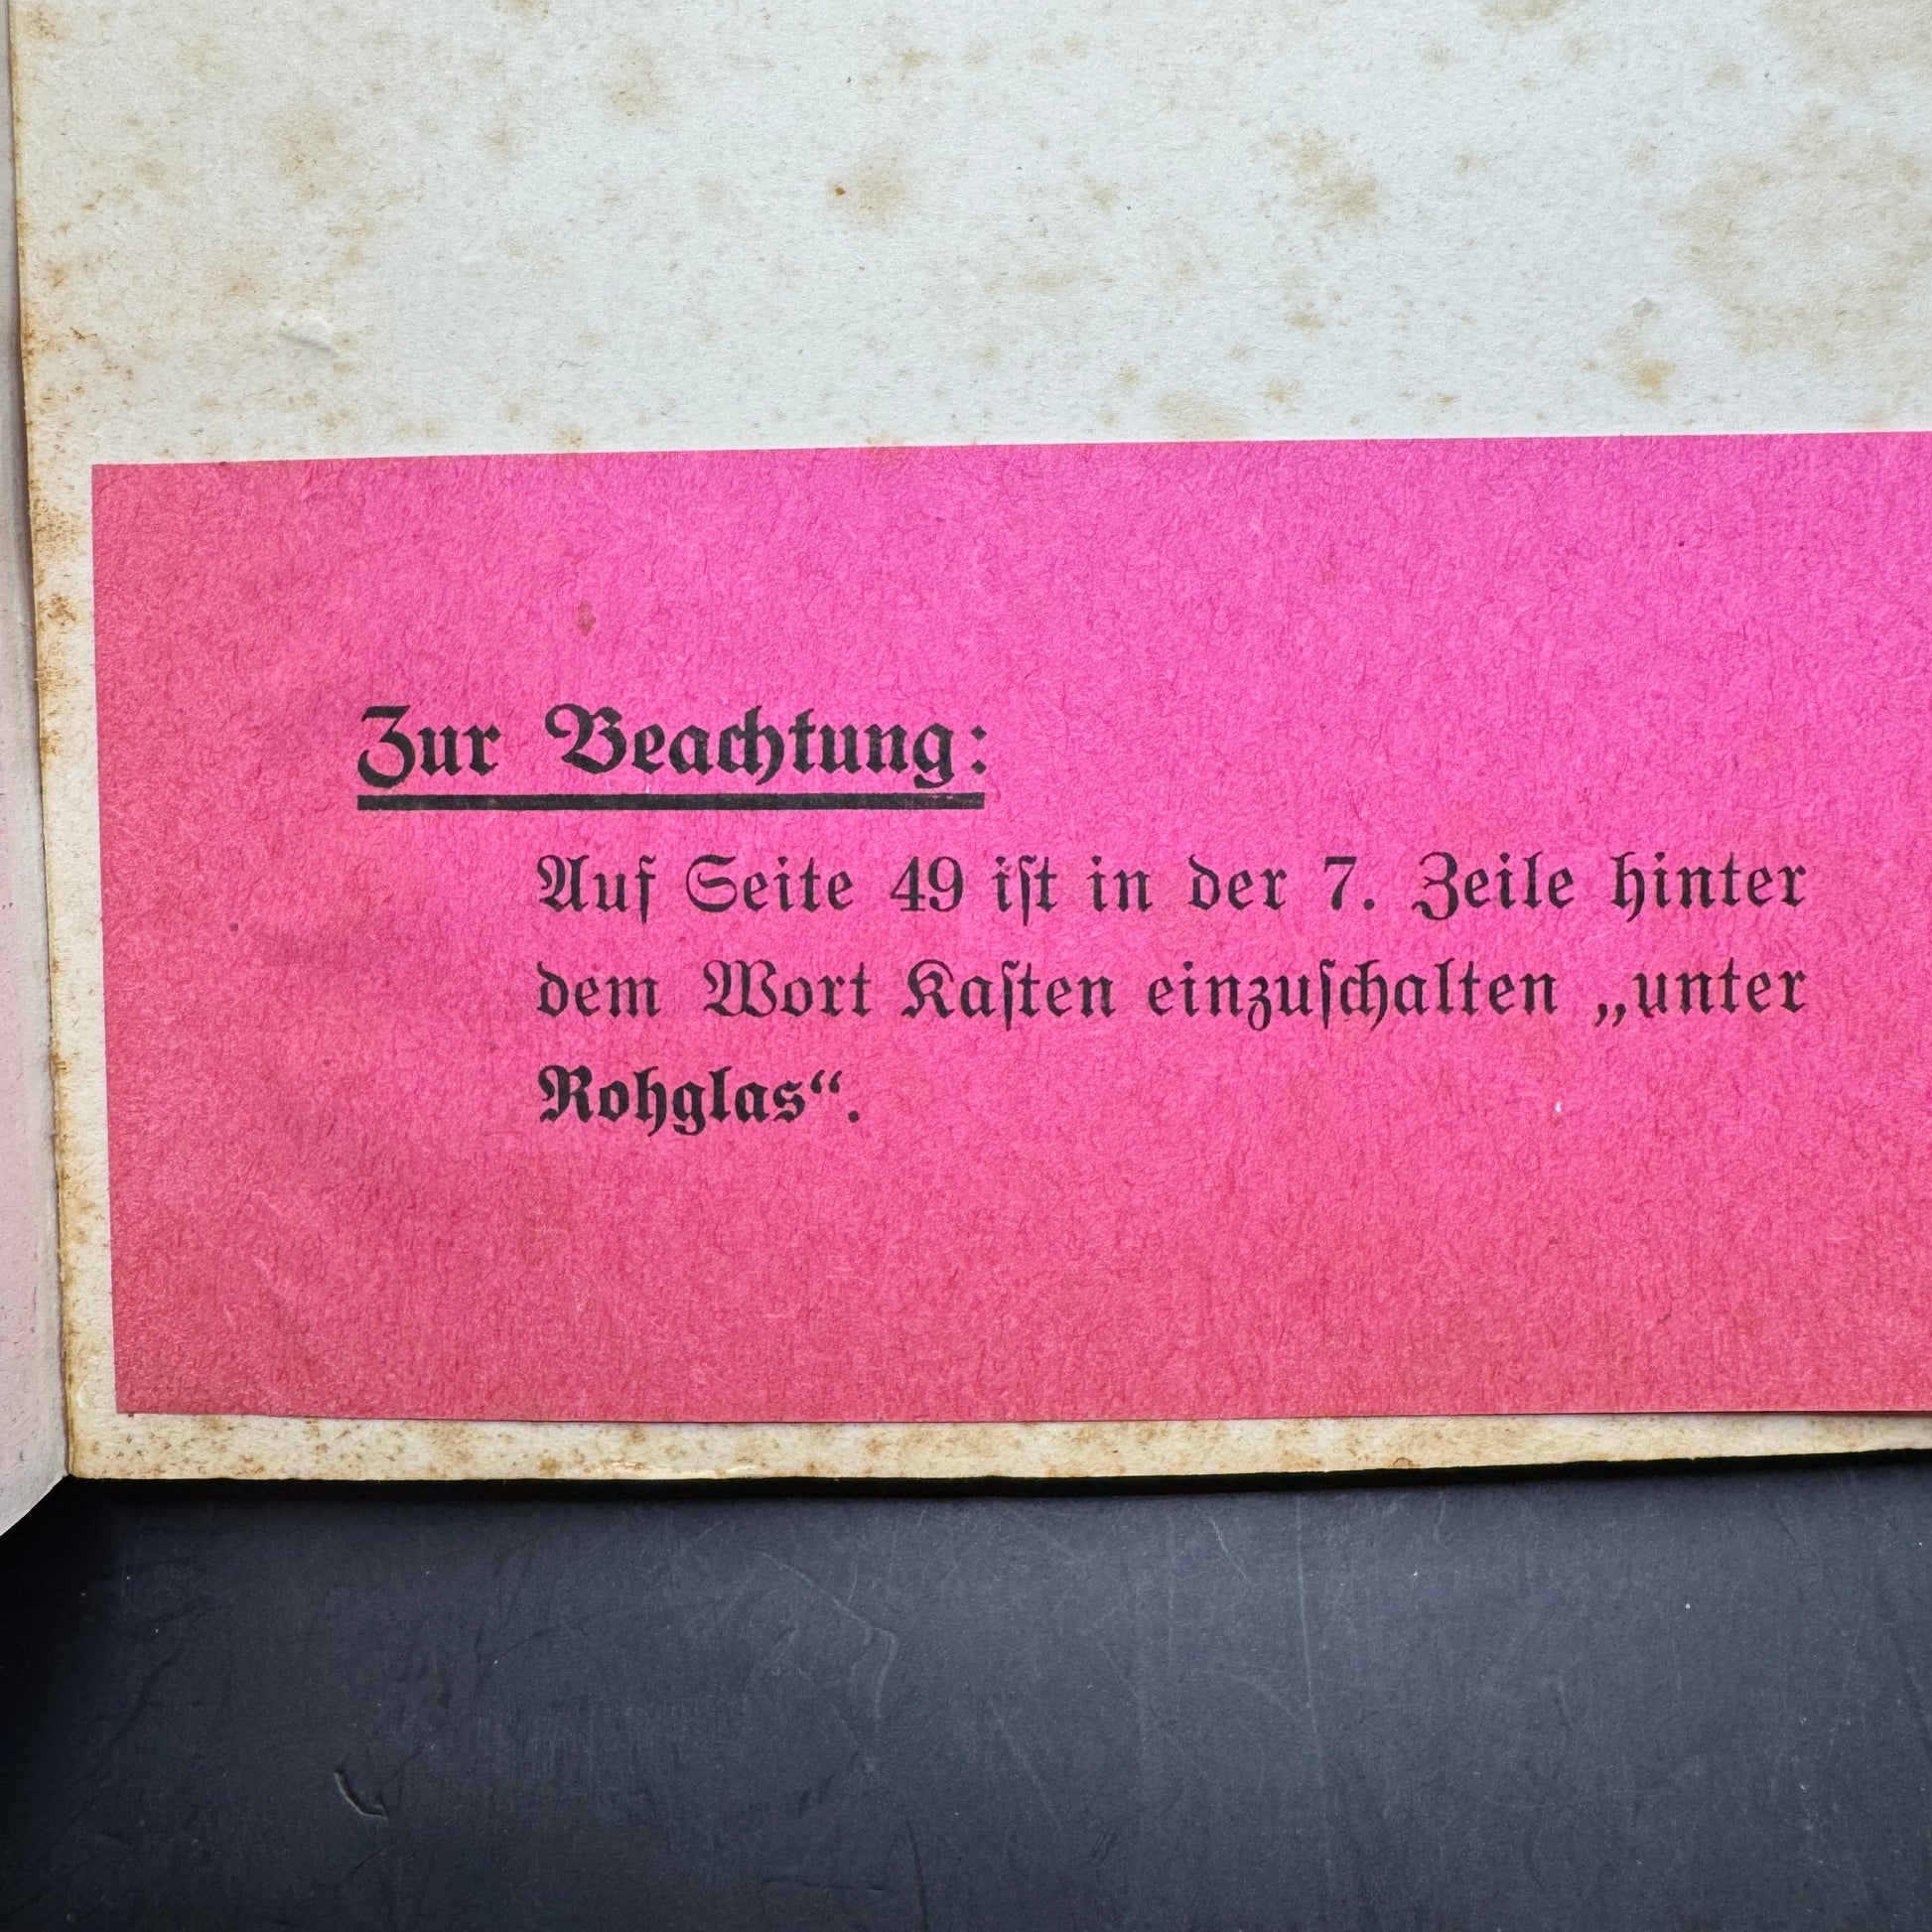 Zur Beachtung:
Auf Seite 49 iſt in der 7. Zeile hinter
dem Wort Kaſten einzuſchalten „unter
Rohglas“.